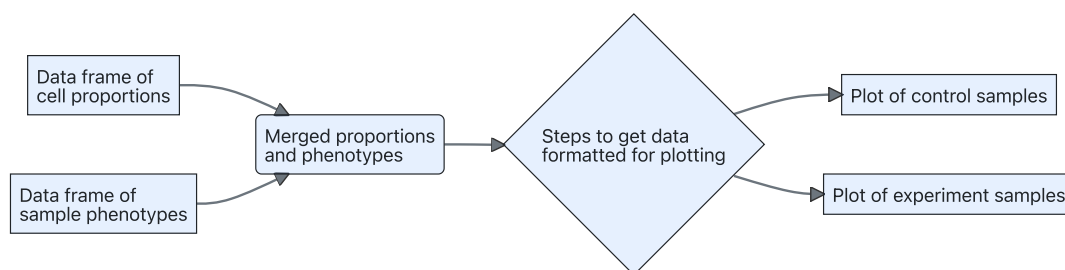 Data frame of
cell proportions
Data frame of
sample phenotypes
Merged proportions
and phenotypes
Steps to get data
formatted for plotting
Plot of control samples
Plot of experiment samples